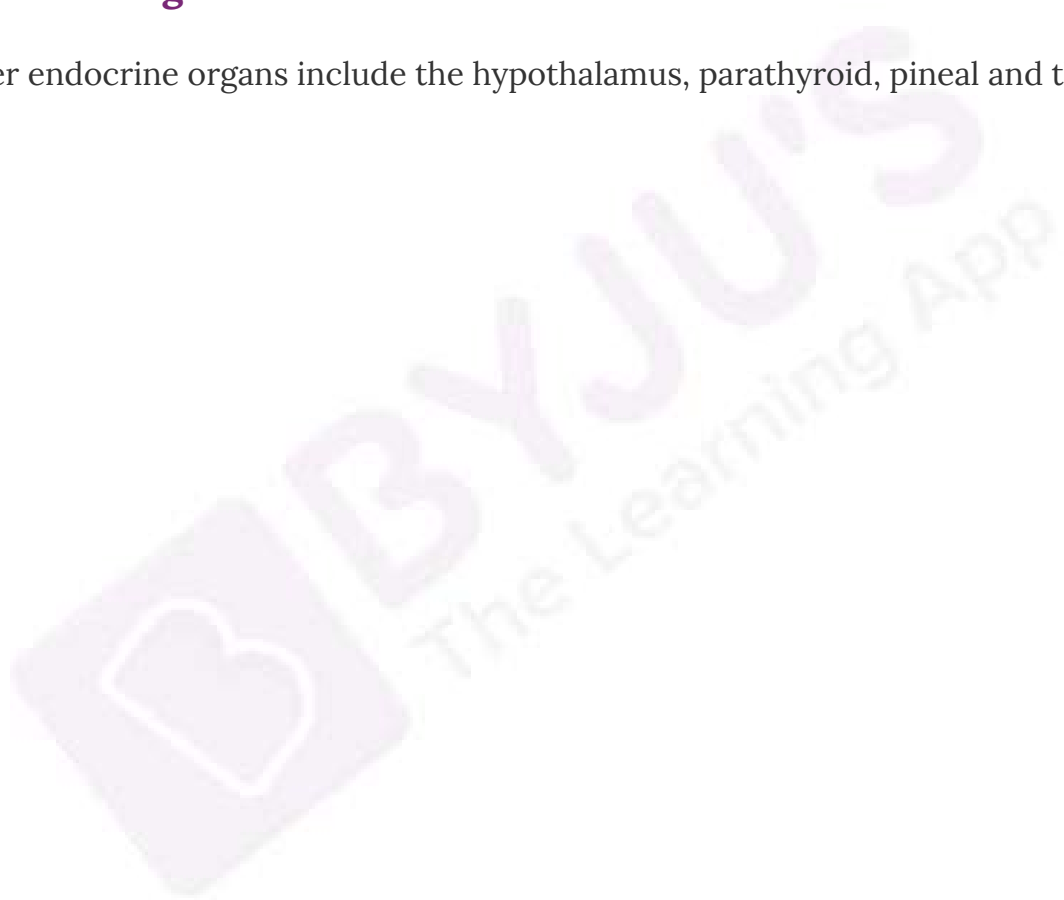 er endocrine organs include the hypothalamus, parathyroid, pineal and t
BYJU'S
The Learning App